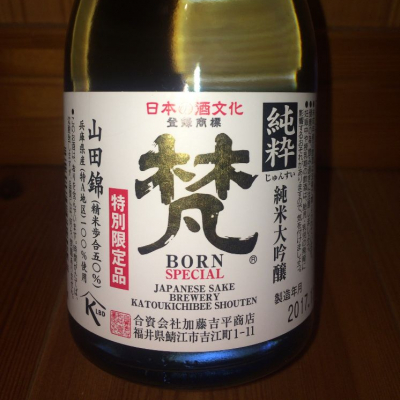 日本の酒文化
登録商標
純粋
じゅんすい
純米大吟醸
梵
®
BORN
SPECIAL
特別限定品
山田錦(精米歩合五〇%)
兵庫県産(特A地区)一〇〇%使用
JAPANESE SAKE
BREWERY
KATOUKICHIBEE SHOUTEN
合資会社加藤吉平商店
福井県鯖江市吉江町1-11
製造年月
2017.
K
LBO